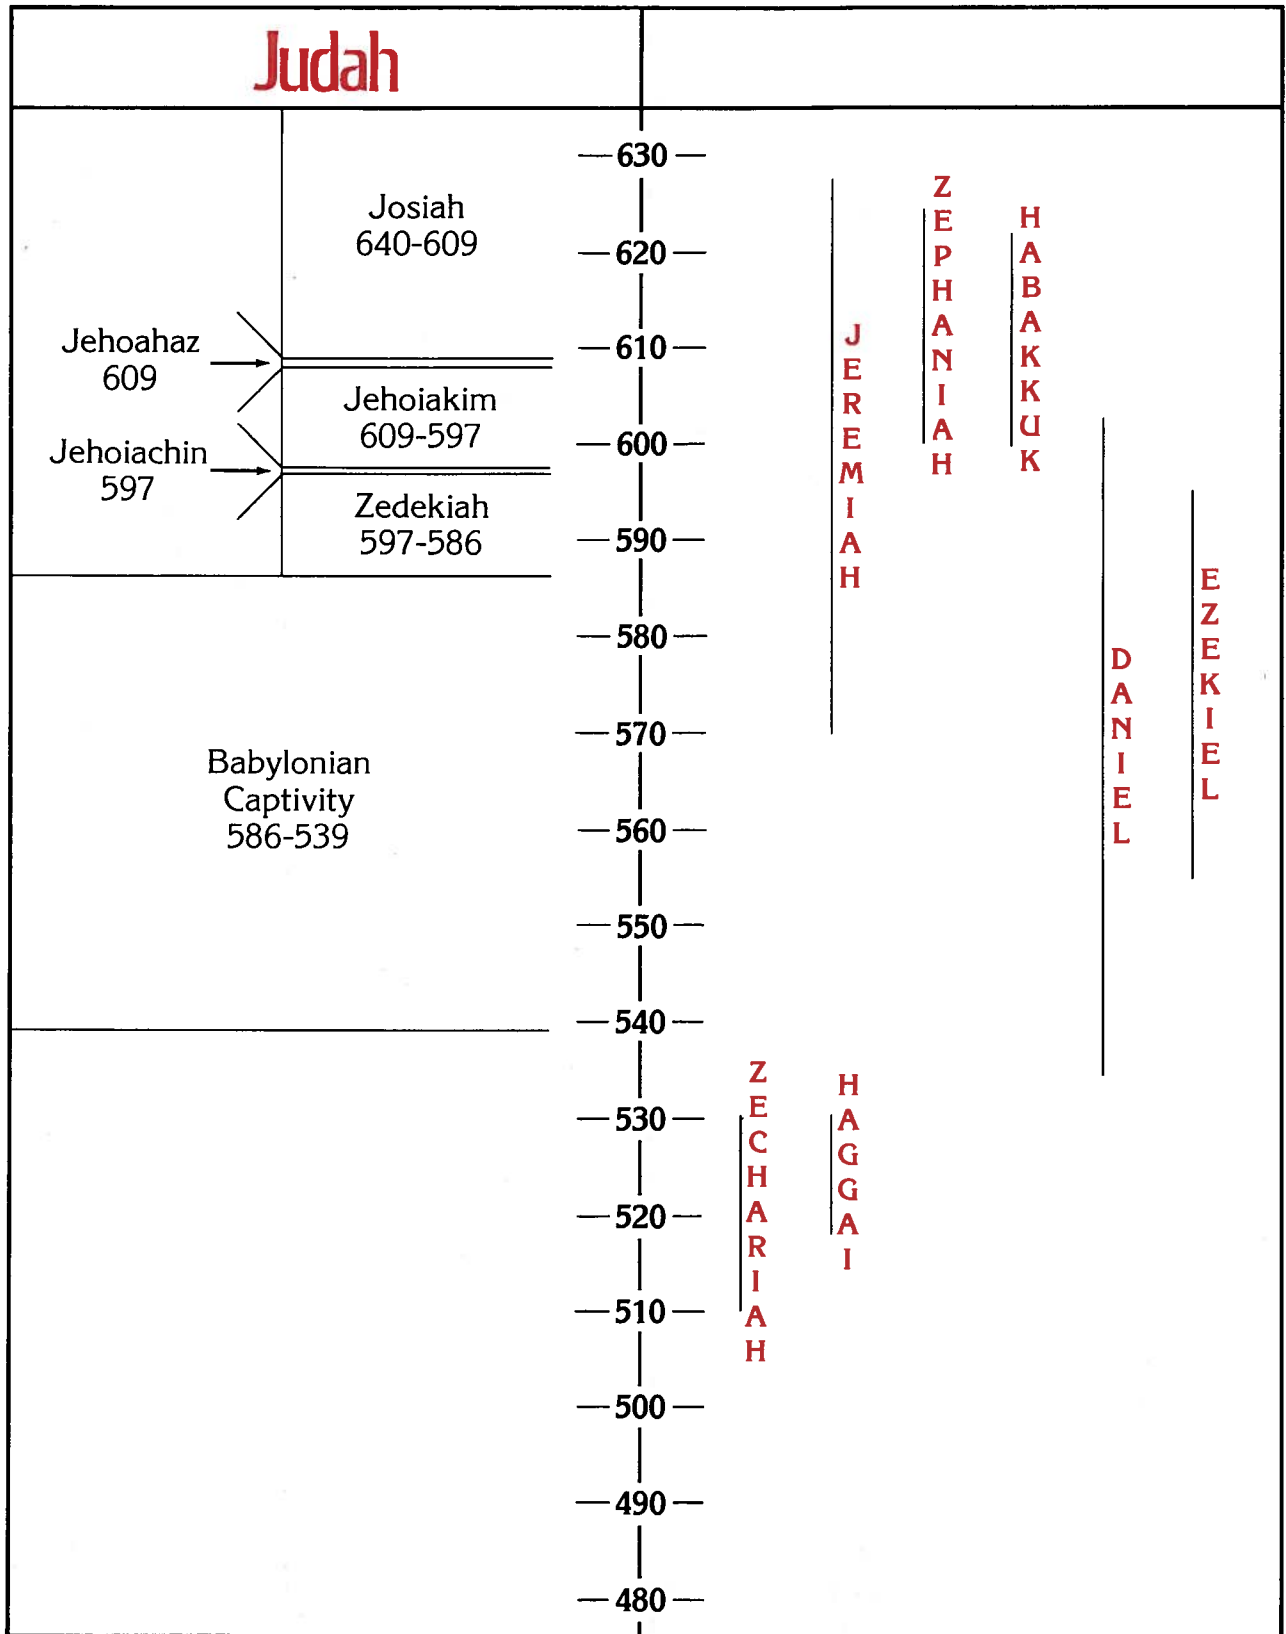 Judah
Josiah
640-609
Jehoahaz
609
Jehoiakim
609-597
Jehoiachin
597
Zedekiah
597-586
Babylonian
Captivity
586-539
630
620
610
600
590
580
570
560
550
540
530
520
510
500
490
480
JEREMIAH
ZEPHANIAH
HABAKKUK
DANIEL
EZEKIEL
ZECHARIAH
HAGGAI